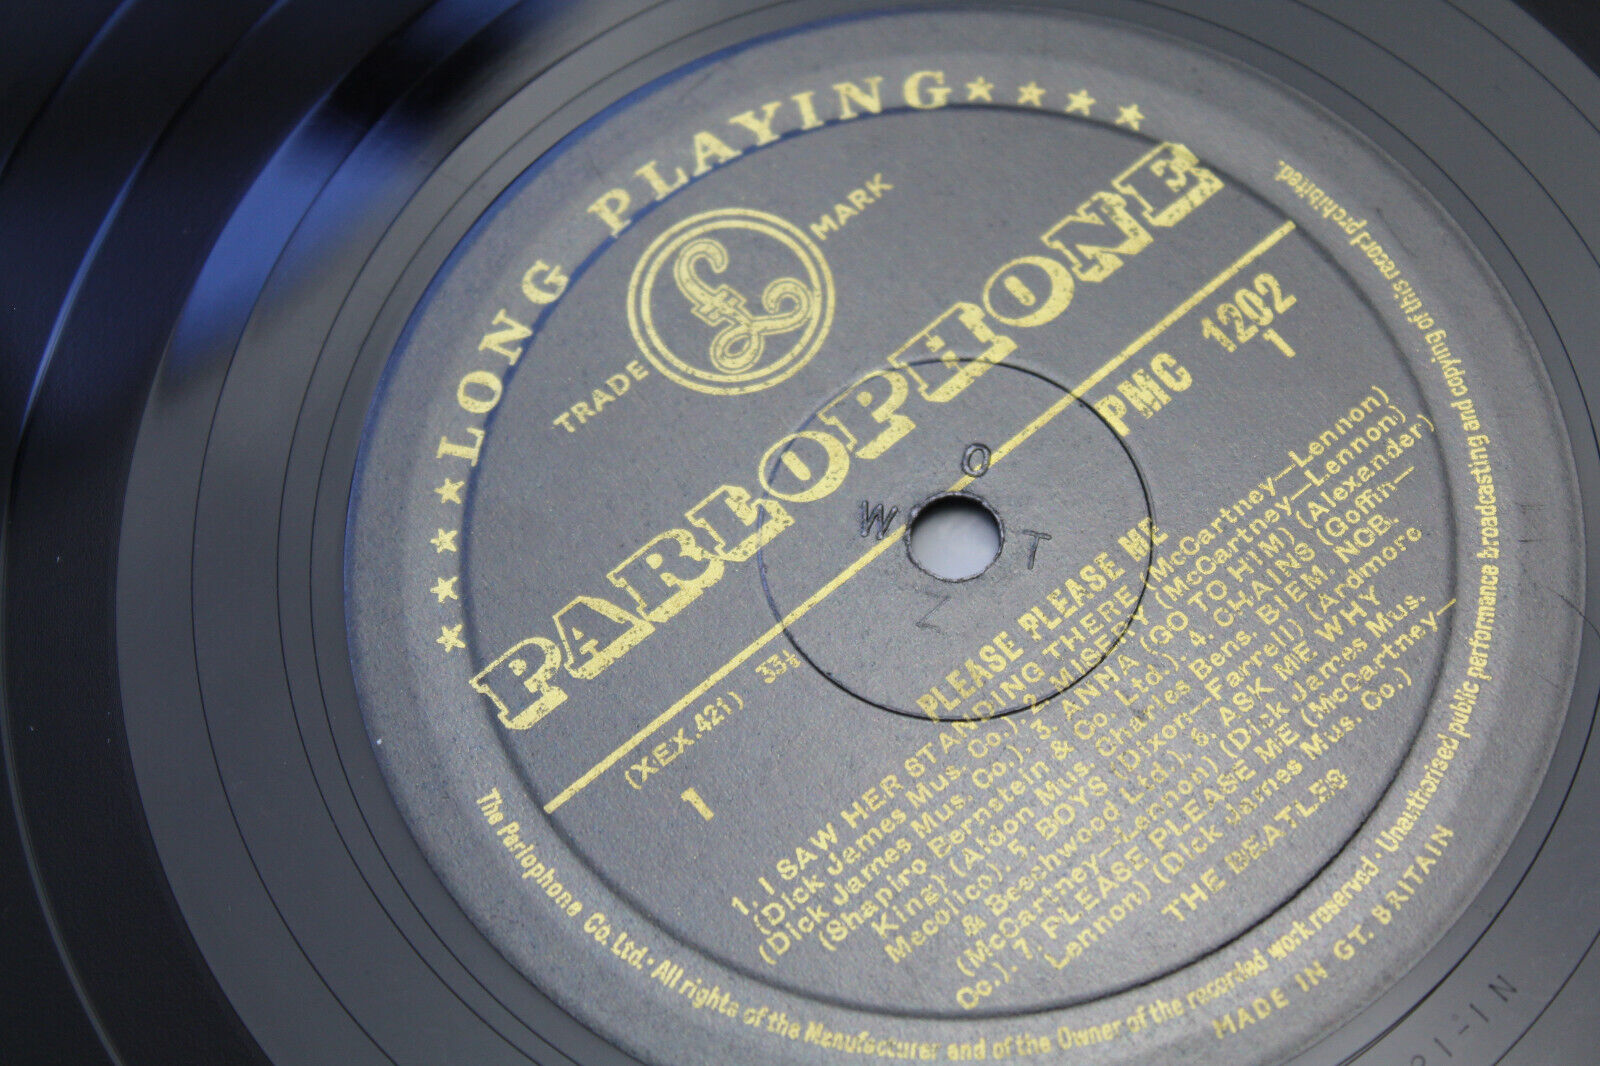 ★★★★ LONG PLAYING ★★★★
TRADE MARK
£
PARLOPHONE
PMC 1202
1
(XEX.421) 33⅓
1
W O T Z
PLEASE PLEASE ME
1. I SAW HER STANDING THERE (McCartney—Lennon)
(Dick James Mus. Co.). 2. MISERY (McCartney—Lennon)
(Dick James Mus. Co.). 3. ANNA (GO TO HIM) (Alexander)
(Shapiro Bernstein & Co. Ltd.). 4. CHAINS (Goffin—
King) (Aldon Mus. Charles Bens. BIEM. NCB.
Mecolico). 5. BOYS (Dixon—Farrell) (Ardmore
& Beechwood Ltd.). 6. ASK ME WHY
(McCartney—Lennon) (Dick James Mus.
Co.). 7. PLEASE PLEASE ME (McCartney—
Lennon) (Dick James Mus. Co.)
THE BEATLES
The Parlophone Co. Ltd. · All rights of the Manufacturer and of the Owner of the recorded work reserved · Unauthorised public performance broadcasting and copying of this record prohibited.
MADE IN GT. BRITAIN
21-1N